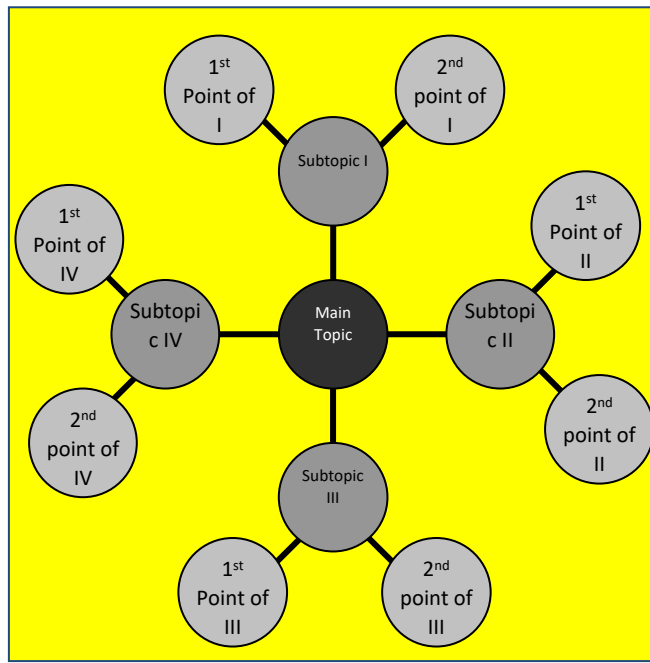 1st
Point of
I
2nd
point of
I
Subtopic I
1st
Point of
IV
1st
Point of
II
Subtopi
c IV
Main
Topic
Subtopi
c II
2nd
point of
IV
2nd
point of
II
Subtopic
III
1st
Point of
III
2nd
point of
III